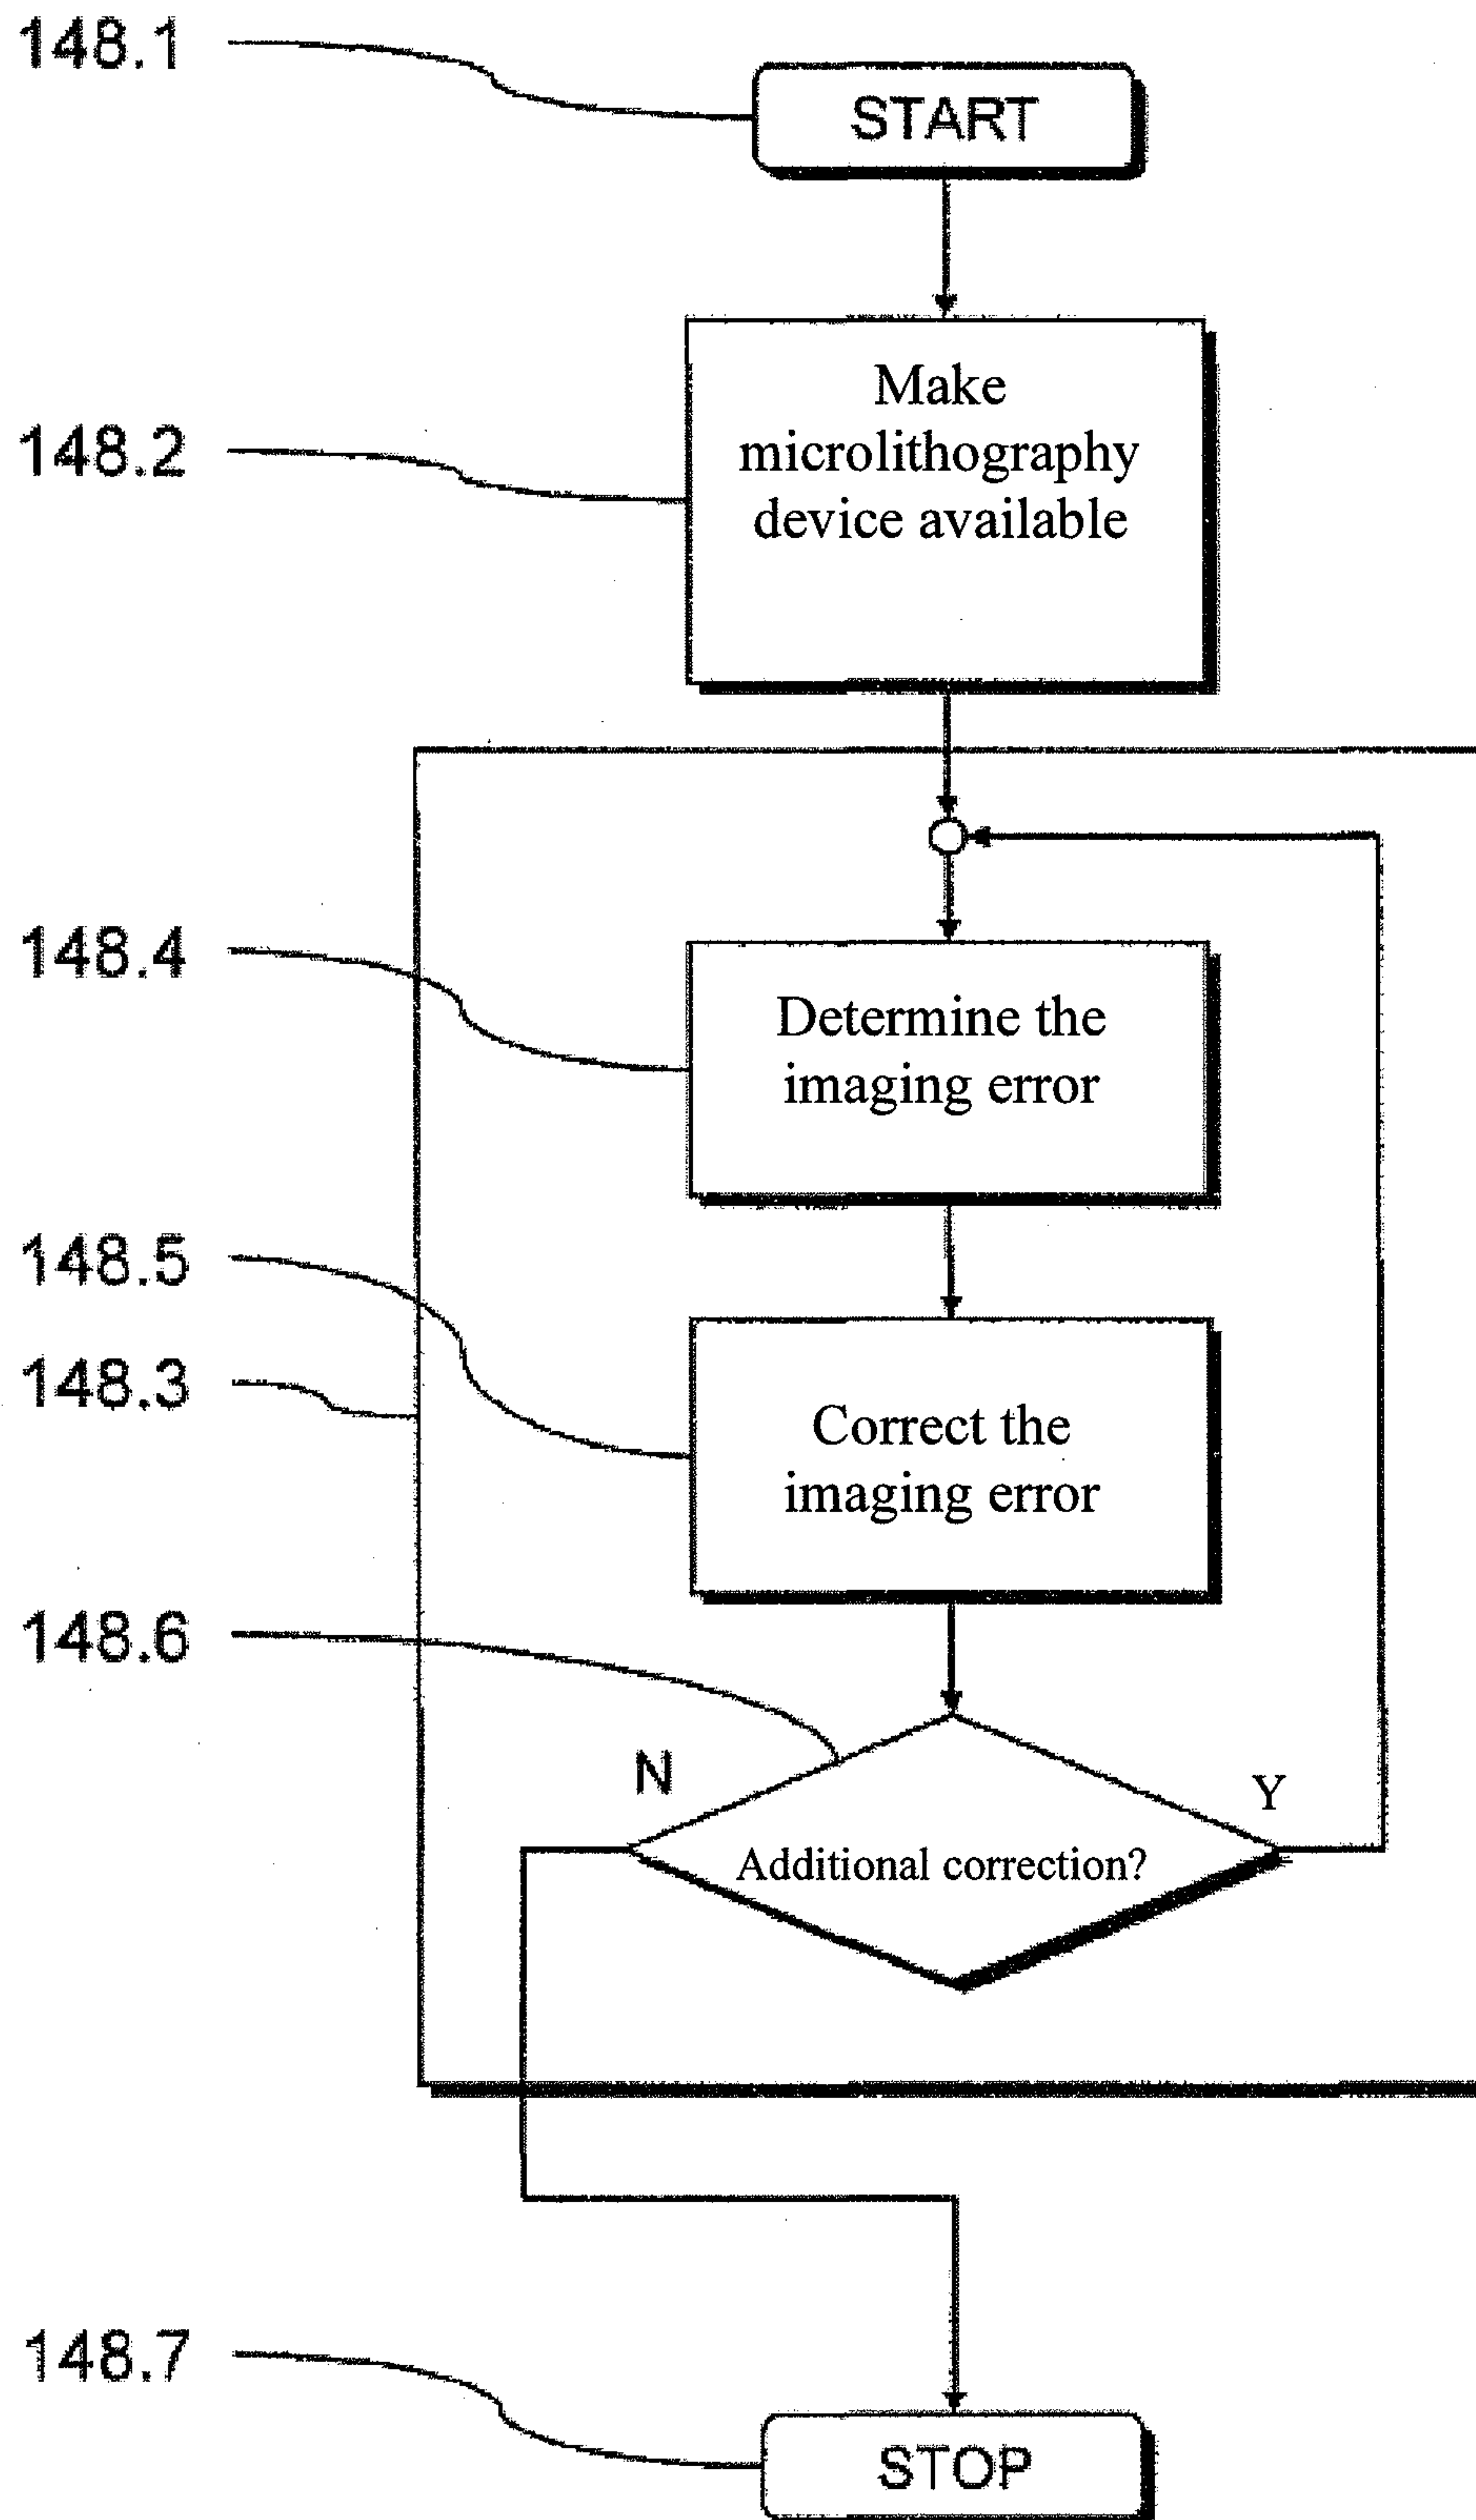 148.1
START
148.2
Make
microlithography
device available
148.4
Determine the
imaging error
148.5
148.3
Correct the
imaging error
148.6
N
Y
Additional correction?
148.7
STOP